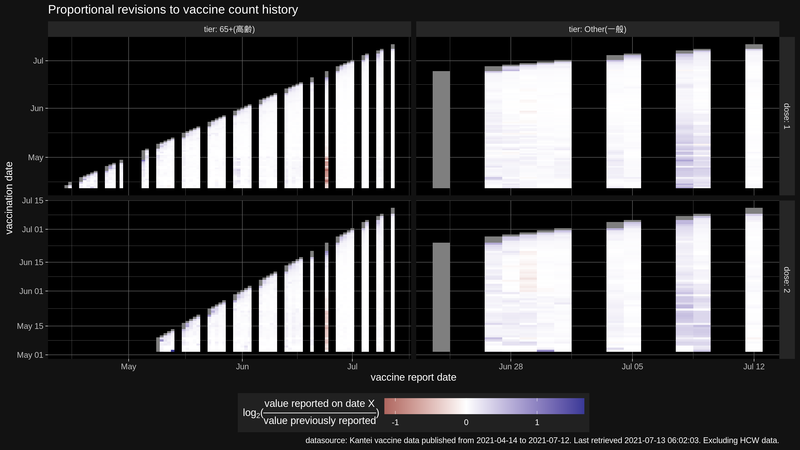 Proportional revisions to vaccine count history
tier: 65+(高齢)
tier: Other(一般)
Jul
Jun
May
dose: 1
Jul 15
Jul 01
Jun 15
Jun 01
May 15
May 01
dose: 2
vaccination date
May
Jun
Jul
Jun 28
Jul 05
Jul 12
vaccine report date
log2(value reported on date X
value previously reported)
-1
0
1
datasource: Kantei vaccine data published from 2021-04-14 to 2021-07-12. Last retrieved 2021-07-13 06:02:03. Excluding HCW data.